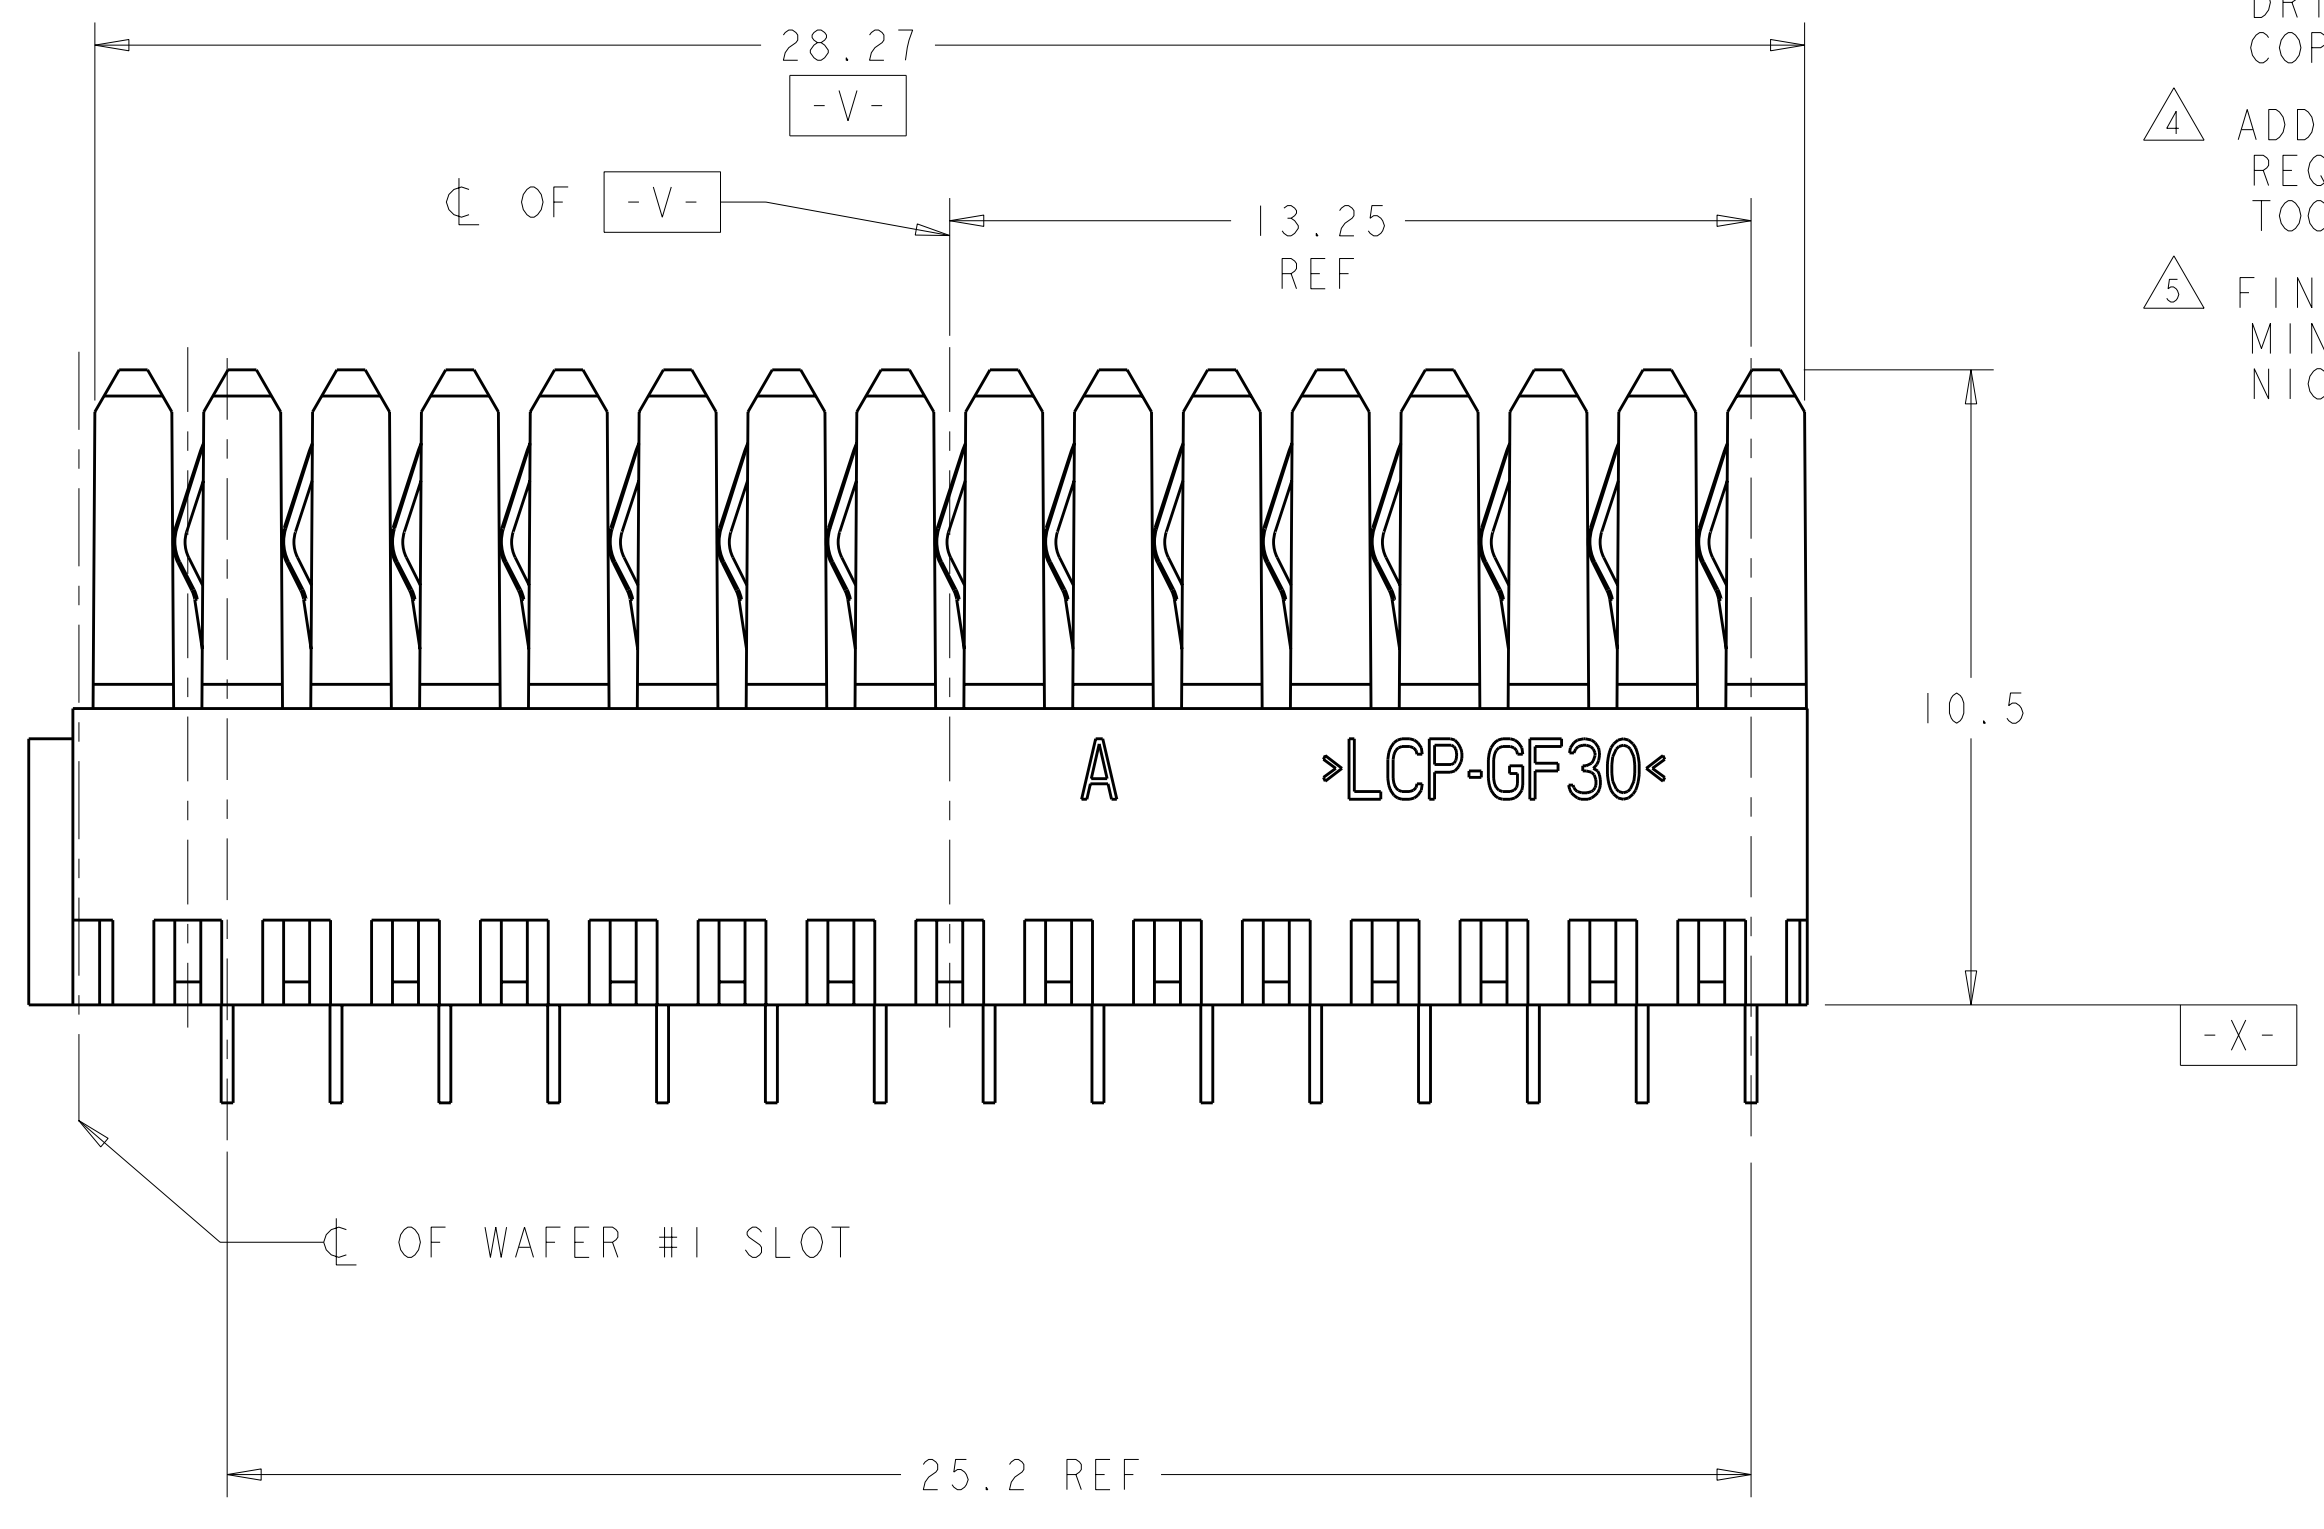 28.27
-V-
℄ OF -V-
13.25
REF
10.5
A
>LCP-GF30<
-X-
℄ OF WAFER #1 SLOT
25.2 REF
COP
4 ADD
REQ
TOO
5 FIN
MIN
NIC